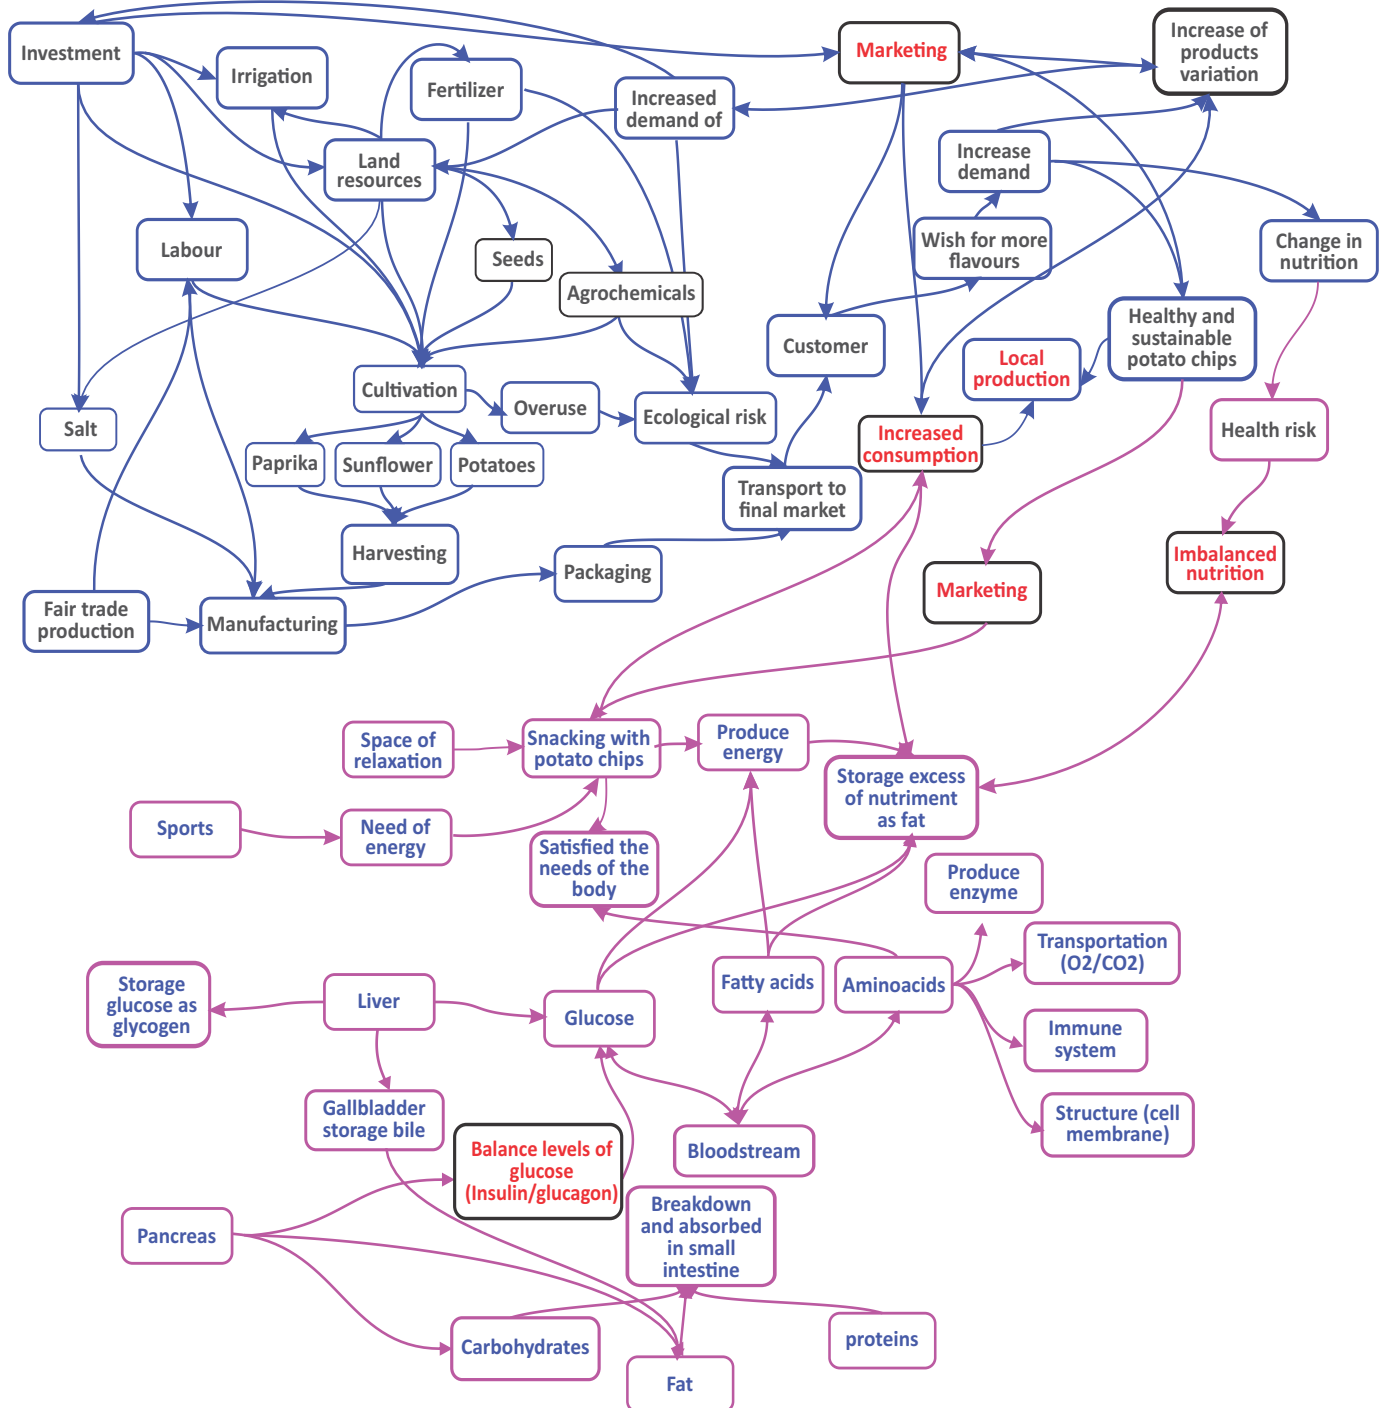 Investment
Irrigation
Fertilizer
Increased
demand of
Marketing
Increase of
products
variation
Land
resources
Increase
demand
Labour
Seeds
Agrochemicals
Wish for more
flavours
Change in
nutrition
Customer
Local
production
Healthy and
sustainable
potato chips
Cultivation
Overuse
Ecological risk
Salt
Increased
consumption
Health risk
Paprika
Sunflower
Potatoes
Transport to
final market
Harvesting
Packaging
Marketing
Imbalanced
nutrition
Fair trade
production
Manufacturing
Space of
relaxation
Snacking with
potato chips
Produce
energy
Storage excess
of nutriment
as fat
Sports
Need of
energy
Satisfied the
needs of the
body
Produce
enzyme
Transportation
(O2/CO2)
Storage
glucose as
glycogen
Liver
Glucose
Fatty acids
Aminoacids
Immune
system
Gallbladder
storage bile
Balance levels of
glucose
(Insulin/glucagon)
Bloodstream
Structure (cell
membrane)
Pancreas
Breakdown
and absorbed
in small
intestine
Carbohydrates
Fat
proteins